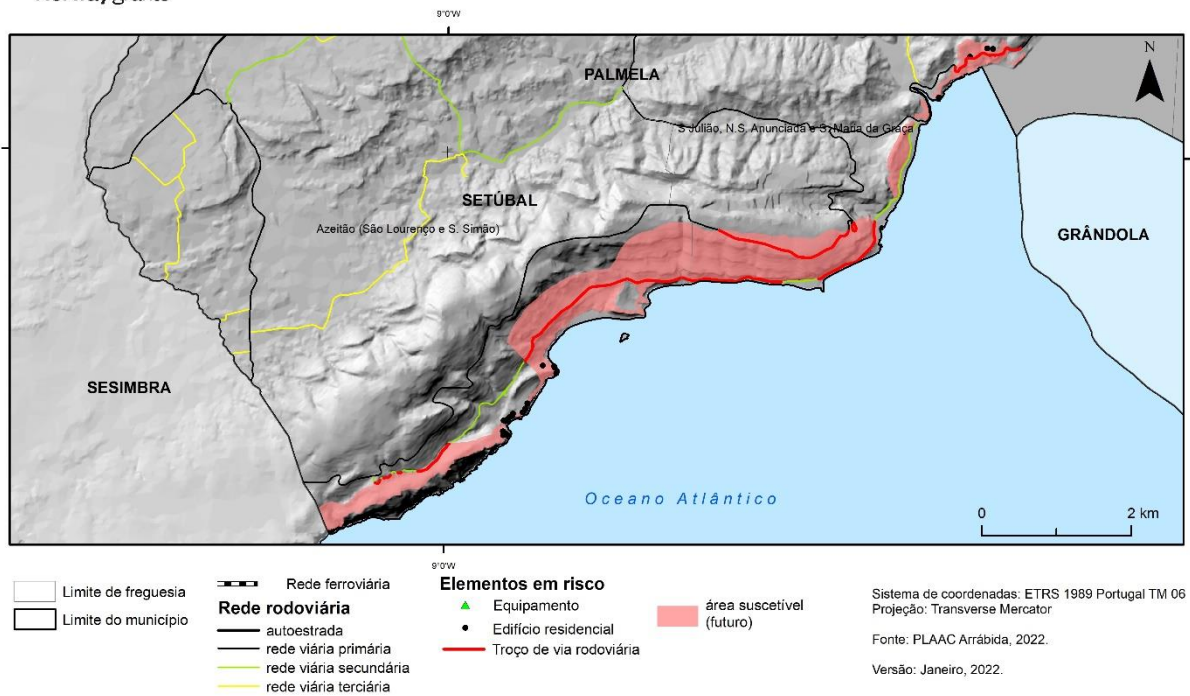 9°0'W
N
PALMELA
S Julião, N.S. Anunciada e S. Maria da Graça
SETÚBAL
Azeitão (São Lourenço e S. Simão)
GRÂNDOLA
SESIMBRA
Oceano Atlântico
0 2 km
9°0'W
Limite de freguesia
Limite do município
Rede ferroviária
Rede rodoviária
autoestrada
rede viária primária
rede viária secundária
rede viária terciária
Elementos em risco
Equipamento
Edifício residencial
Troço de via rodoviária
área suscetível
(futuro)
Sistema de coordenadas: ETRS 1989 Portugal TM 06
Projeção: Transverse Mercator
Fonte: PLAAC Arrábida, 2022.
Versão: Janeiro, 2022.